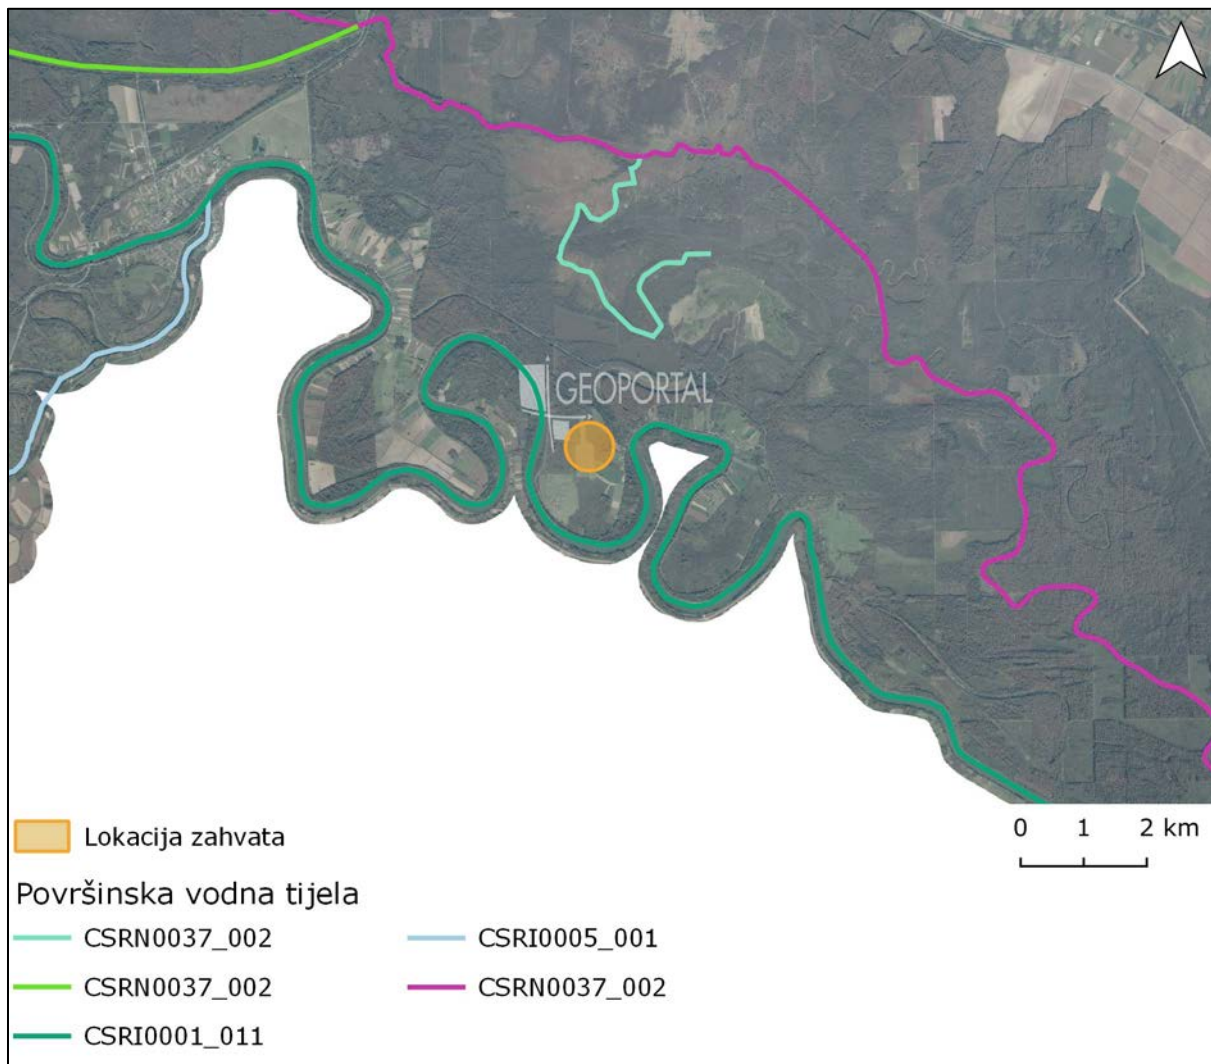 GEOPORTAL
0 1 2 km
Lokacija zahvata
Površinska vodna tijela
CSRN0037_002
CSRI0005_001
CSRN0037_002
CSRN0037_002
CSRI0001_011